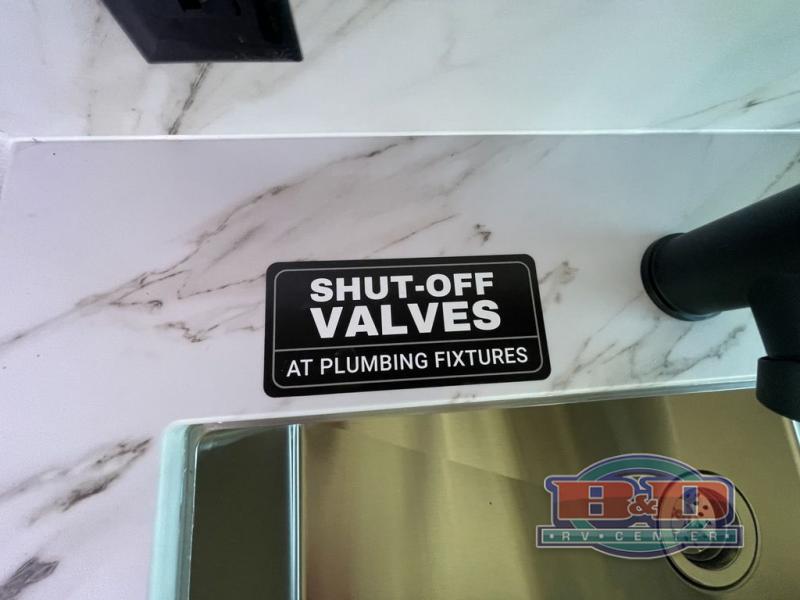 SHUT-OFF
VALVES
AT PLUMBING FIXTURES
B&D
RV CENTER